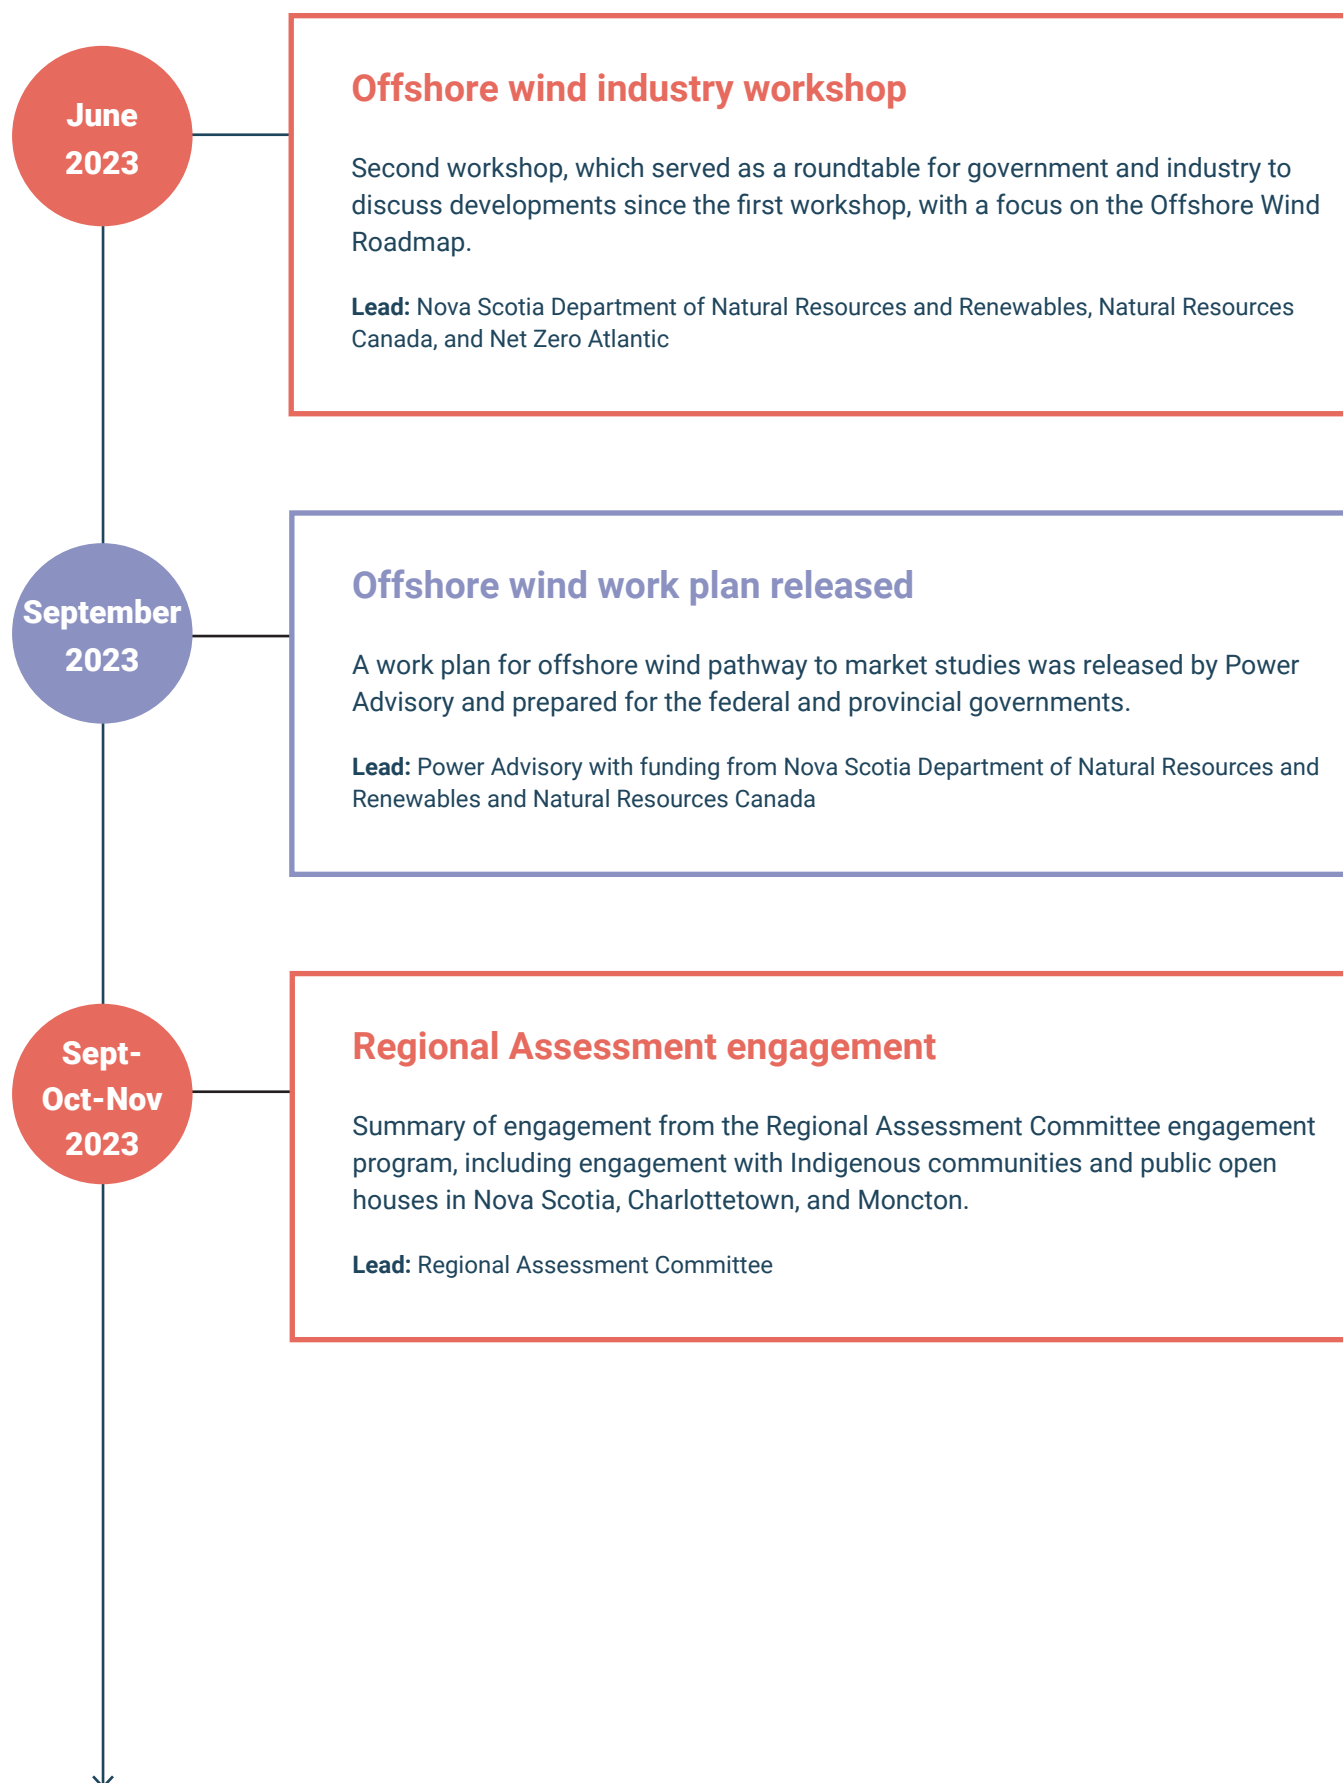 June
2023
Offshore wind industry workshop
Second workshop, which served as a roundtable for government and industry to
discuss developments since the first workshop, with a focus on the Offshore Wind
Roadmap.
Lead: Nova Scotia Department of Natural Resources and Renewables, Natural Resources
Canada, and Net Zero Atlantic
September
2023
Offshore wind work plan released
A work plan for offshore wind pathway to market studies was released by Power
Advisory and prepared for the federal and provincial governments.
Lead: Power Advisory with funding from Nova Scotia Department of Natural Resources and
Renewables and Natural Resources Canada
Sept-
Oct-Nov
2023
Regional Assessment engagement
Summary of engagement from the Regional Assessment Committee engagement
program, including engagement with Indigenous communities and public open
houses in Nova Scotia, Charlottetown, and Moncton.
Lead: Regional Assessment Committee